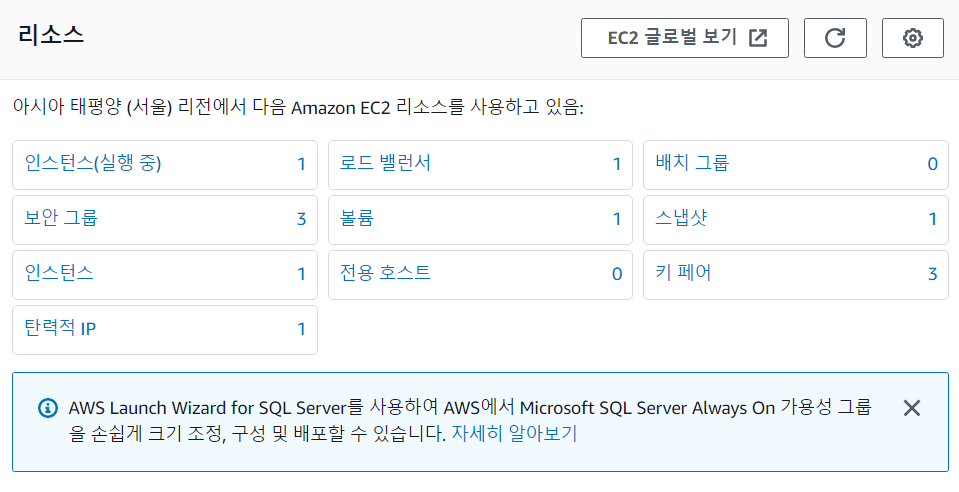 리소스
EC2 글로벌 보기
아시아 태평양 (서울) 리전에서 다음 Amazon EC2 리소스를 사용하고 있음:
인스턴스(실행 중) 1
로드 밸런서 1
배치 그룹 0
보안 그룹 3
볼륨 1
스냅샷 1
인스턴스 1
전용 호스트 0
키 페어 3
탄력적 IP 1
AWS Launch Wizard for SQL Server를 사용하여 AWS에서 Microsoft SQL Server Always On 가용성 그룹
을 손쉽게 크기 조정, 구성 및 배포할 수 있습니다. 자세히 알아보기